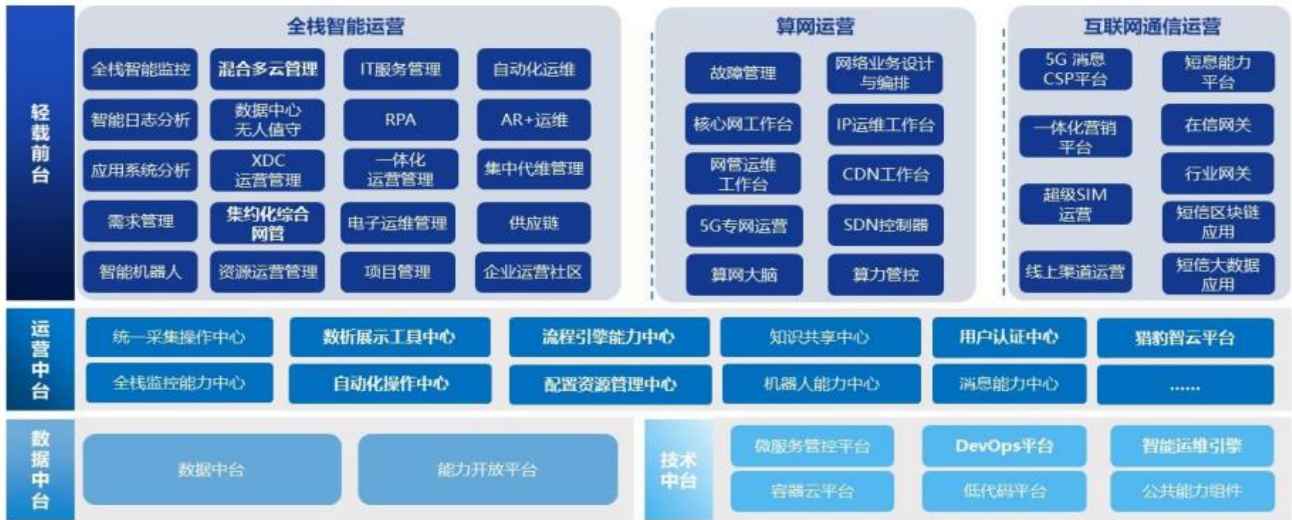 轻载前台
全栈智能运营
全栈智能监控
混合多云管理
IT服务管理
自动化运维
智能日志分析
数据中心
无人值守
RPA
AR+运维
应用系统分析
XDC
运营管理
一体化
运营管理
集中代维管理
需求管理
集约化综合
网管
电子运维管理
供应链
智能机器人
资源运营管理
项目管理
企业运营社区
算网运营
故障管理
网络业务设计
与编排
核心网工作台
IP运维工作台
网管运维
工作台
CDN工作台
5G专网运营
SDN控制器
算网大脑
算力管控
互联网通信运营
5G 消息
CSP平台
短息能力
平台
一体化营销
平台
在信网关
行业网关
超级SIM
运营
短信区块链
应用
线上渠道运营
短信大数据
应用
运营中台
统一采集操作中心
数析展示工具中心
流程引擎能力中心
知识共享中心
用户认证中心
猎豹智云平台
全栈监控能力中心
自动化操作中心
配置资源管理中心
机器人能力中心
消息能力中心
……
数据中台
数据中台
能力开放平台
技术
中台
微服务管控平台
DevOps平台
智能运维引擎
容器云平台
低代码平台
公共能力组件